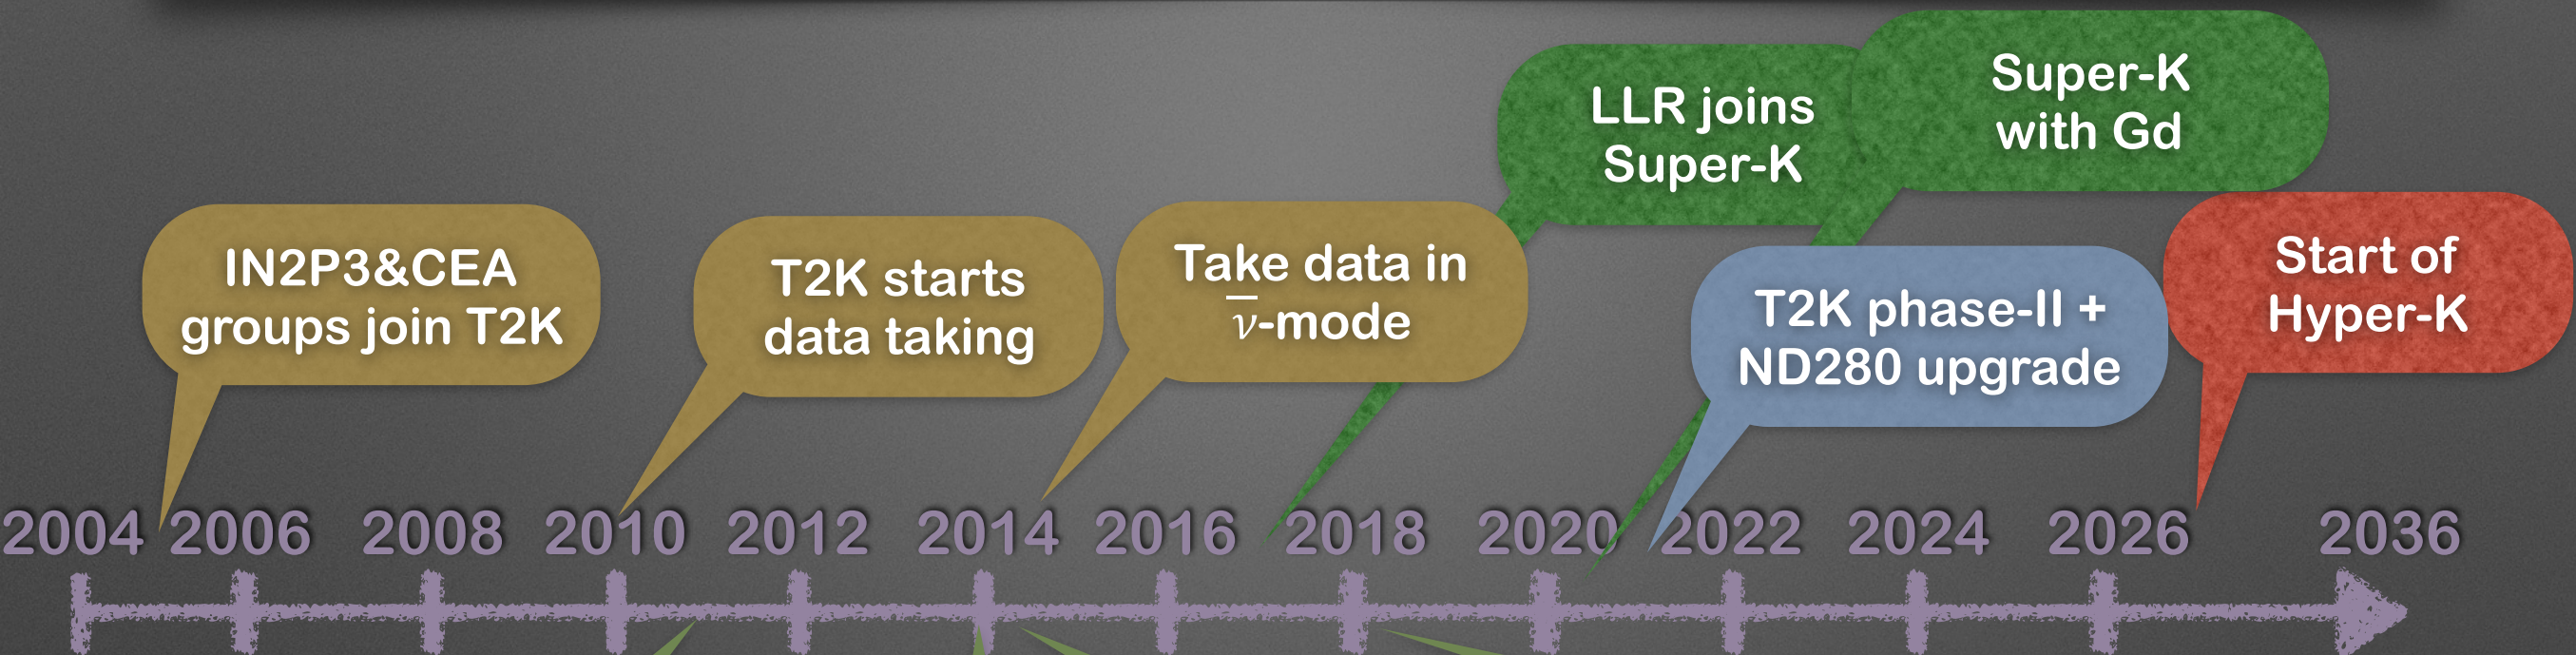 LLR joins
Super-K
Super-K
with Gd
IN2P3&CEA
groups join T2K
T2K starts
data taking
Take data in
ν̅-mode
T2K phase-II +
ND280 upgrade
Start of
Hyper-K
2004 2006 2008 2010 2012 2014 2016 2018 2020 2022 2024 2026 2036